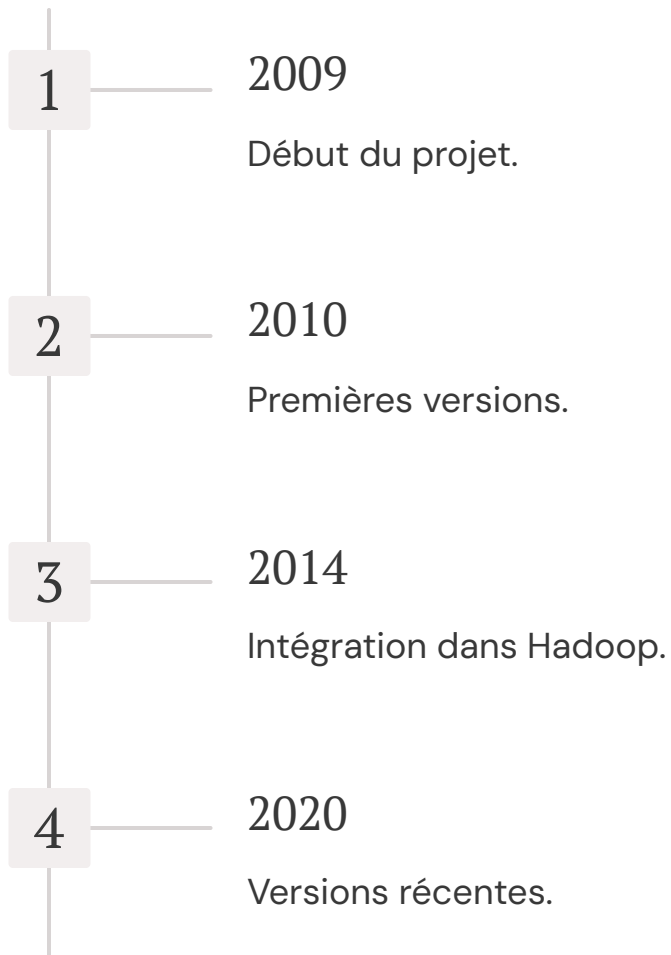 1
2009
Début du projet.
2
2010
Premières versions.
3
2014
Intégration dans Hadoop.
4
2020
Versions récentes.